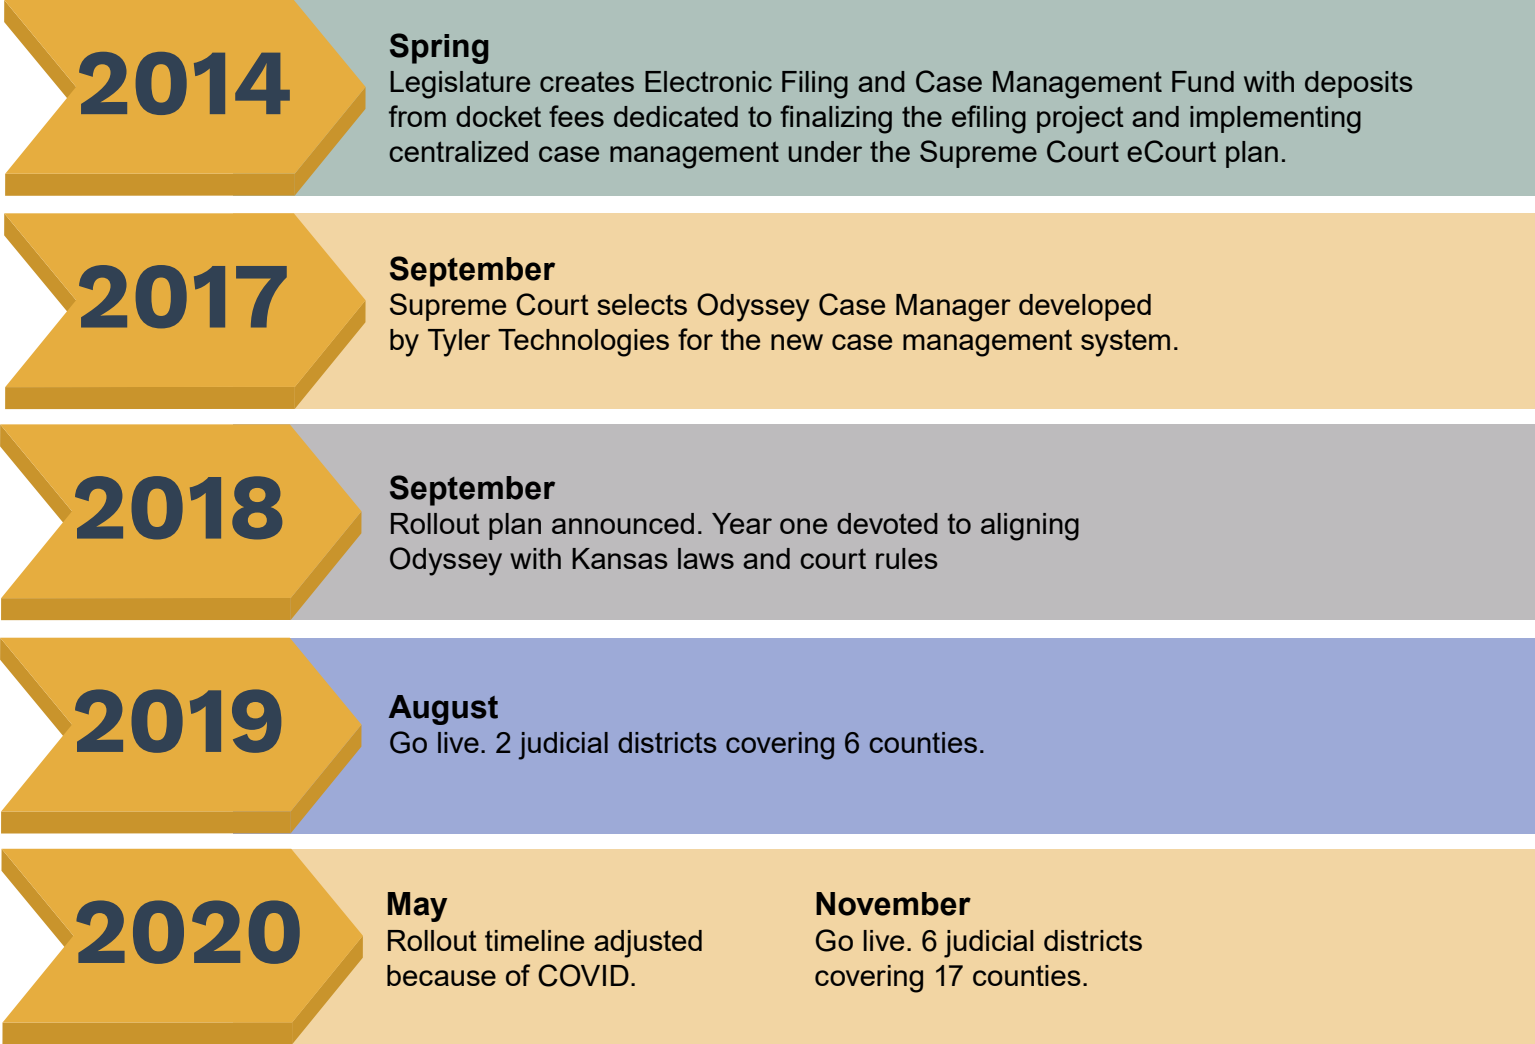 2014
Spring
Legislature creates Electronic Filing and Case Management Fund with deposits
from docket fees dedicated to finalizing the efiling project and implementing
centralized case management under the Supreme Court eCourt plan.
2017
September
Supreme Court selects Odyssey Case Manager developed
by Tyler Technologies for the new case management system.
2018
September
Rollout plan announced. Year one devoted to aligning
Odyssey with Kansas laws and court rules
2019
August
Go live. 2 judicial districts covering 6 counties.
2020
May
Rollout timeline adjusted
because of COVID.
November
Go live. 6 judicial districts
covering 17 counties.